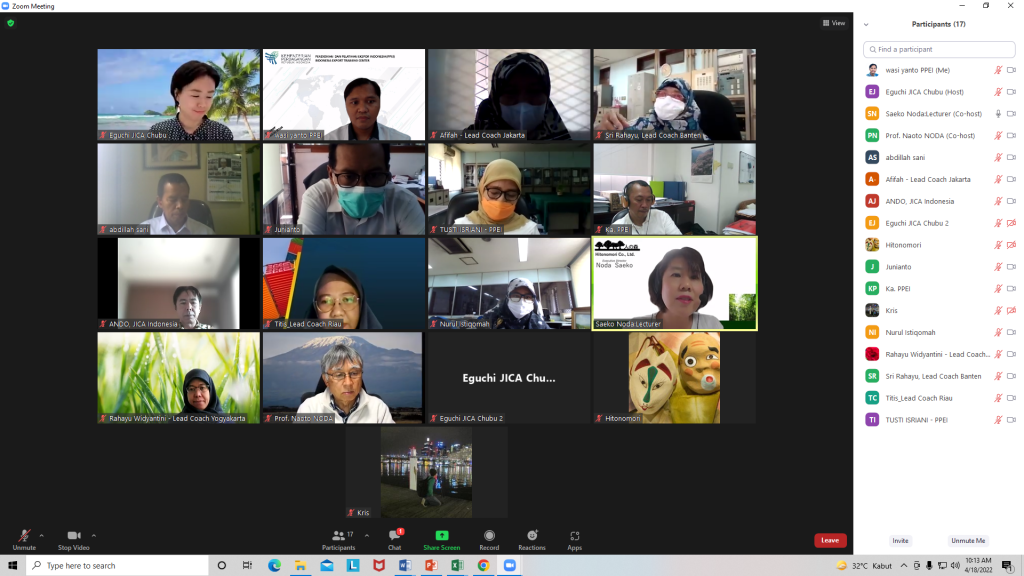 Zoom Meeting
View
KEMENTERIAN
PERDAGANGAN
INDONESIA EXPORT TRAINING CENTER
Eguchi JICA Chubu
wasi yanto PPEI
Afifah - Lead Coach Jakarta
Sri Rahayu, Lead Coach Banten
abdillah sani
Junianto
TUSTI ISRIANI - PPEI
Ka. PPEI
Hitonomori Co., Ltd.
Noda Saeko
ANDO, JICA Indonesia
Titis_Lead Coach Riau
Nurul Istiqomah
Saeko Noda:Lecturer
Eguchi JICA Chu...
Rahayu Widyantini - Lead Coach Yogyakarta
Prof. Naoto NODA
Eguchi JICA Chubu 2
Hitonomori
Kris
Participants (17)
Find a participant
wasi yanto PPEI (Me)
EJ Eguchi JICA Chubu (Host)
SN Saeko Noda:Lecturer (Co-host)
PN Prof. Naoto NODA (Co-host)
AS abdillah sani
A- Afifah - Lead Coach Jakarta
AJ ANDO, JICA Indonesia
EJ Eguchi JICA Chubu 2
Hitonomori
J Junianto
KP Ka. PPEI
Kris
NI Nurul Istiqomah
Rahayu Widyantini - Lead Coach...
SR Sri Rahayu, Lead Coach Banten
TC Titis_Lead Coach Riau
TI TUSTI ISRIANI - PPEI
Invite
Unmute Me
17
1
Unmute
Stop Video
Participants
Chat
Share Screen
Record
Reactions
Apps
Leave
Type here to search
32°C Kabut
10:13 AM
4/18/2022